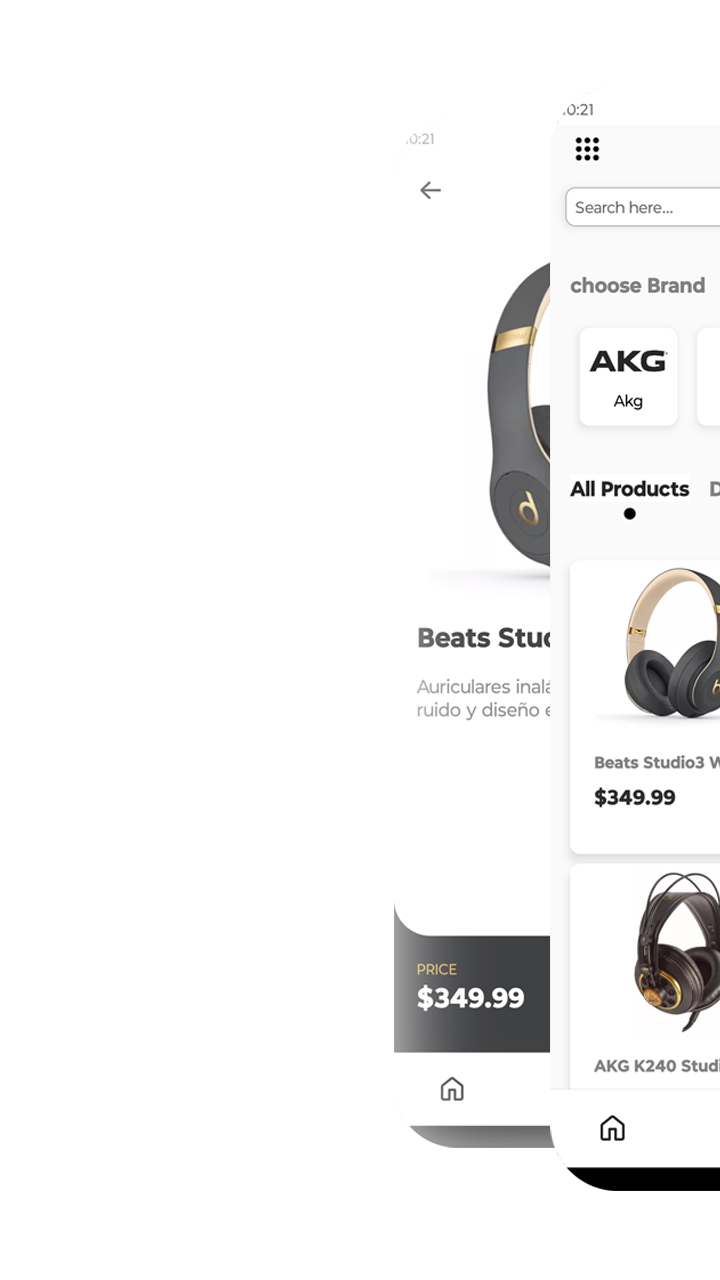 0:21
Beats Stud
Auriculares inalá
ruido y diseño e
PRICE
$349.99
0:21
Search here...
choose Brand
AKG
Akg
All Products D
Beats Studio3 W
$349.99
AKG K240 Studi